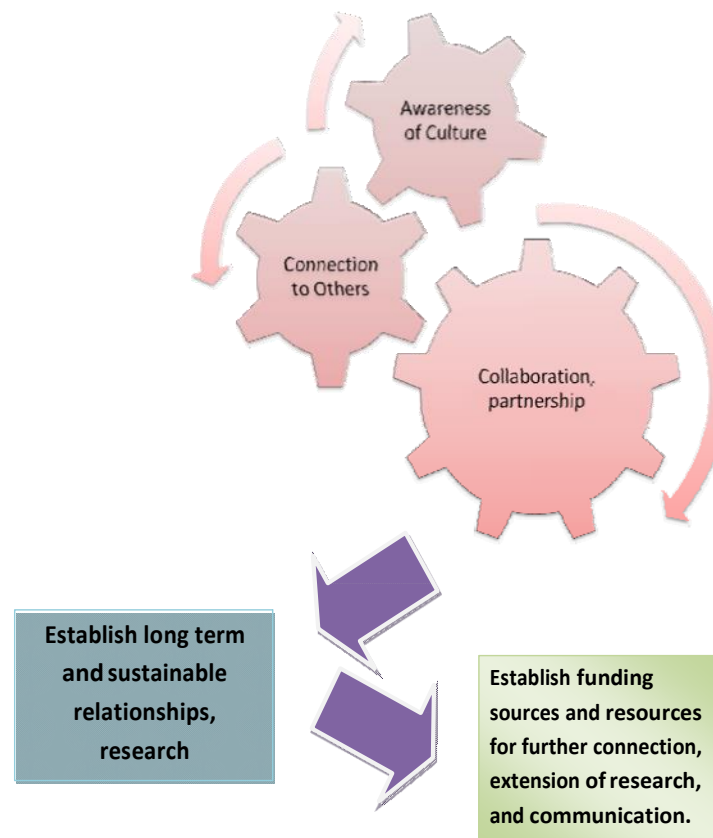 Awareness
of Culture
Connection
to Others
Collaboration,
partnership
Establish long term
and sustainable
relationships,
research
Establish funding
sources and resources
for further connection,
extension of research,
and communication.